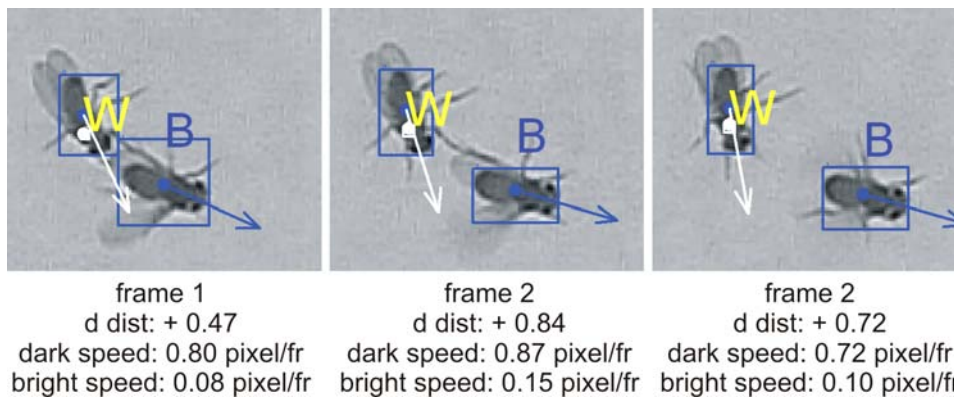 W B
W B
W B
frame 1
d dist: + 0.47
dark speed: 0.80 pixel/fr
bright speed: 0.08 pixel/fr
frame 2
d dist: + 0.84
dark speed: 0.87 pixel/fr
bright speed: 0.15 pixel/fr
frame 2
d dist: + 0.72
dark speed: 0.72 pixel/fr
bright speed: 0.10 pixel/fr